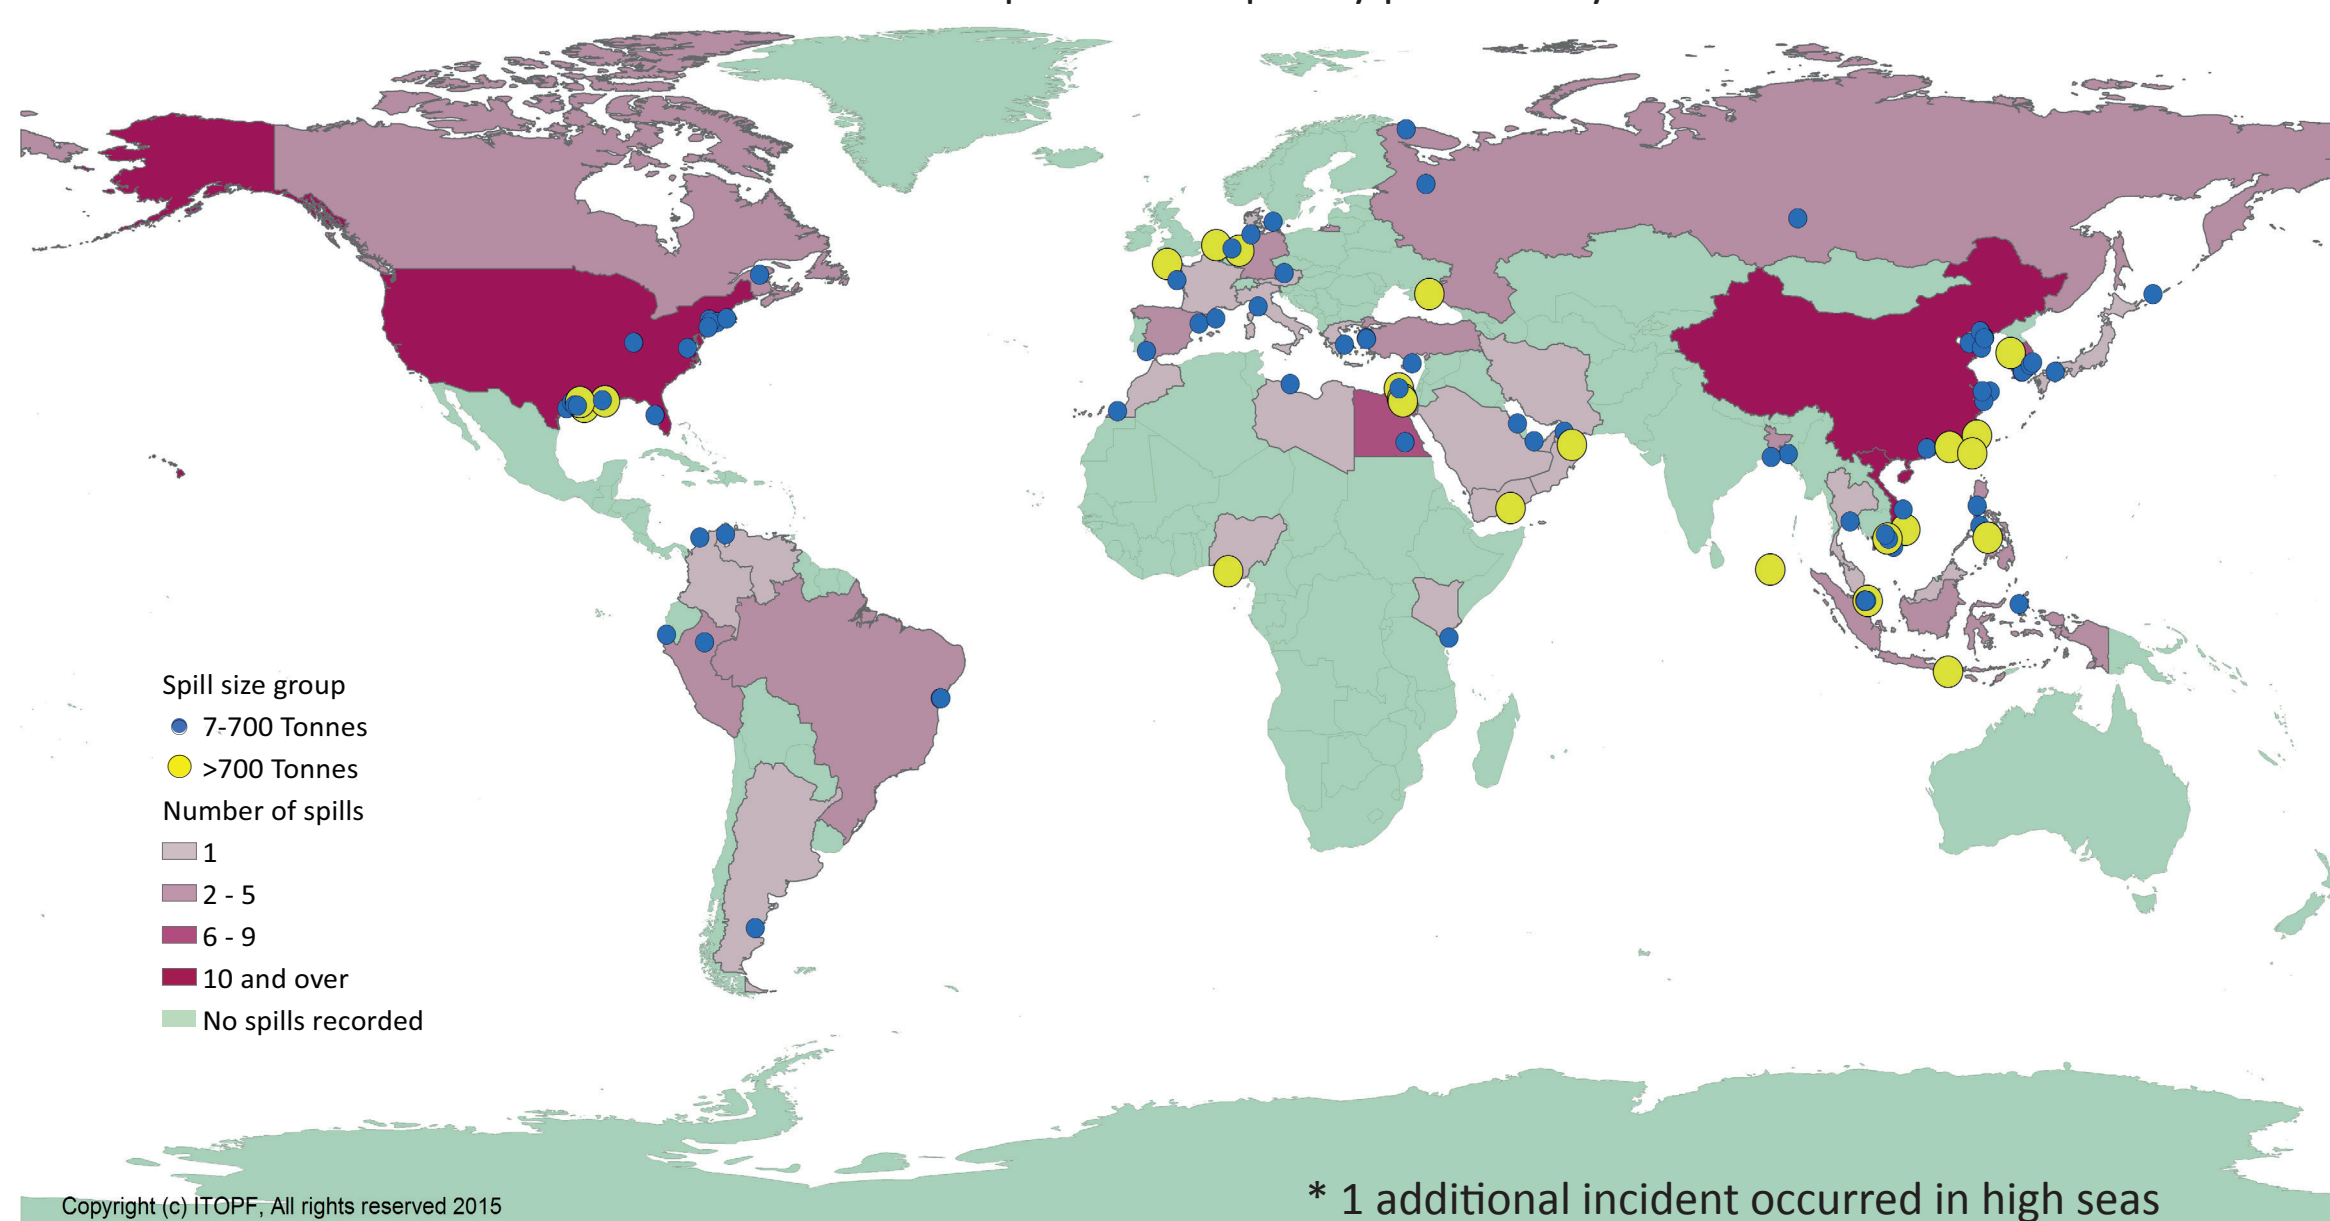 Spill size group
7-700 Tonnes
>700 Tonnes
Number of spills
1
2 - 5
6 - 9
10 and over
No spills recorded
Copyright (c) ITOPF, All rights reserved 2015
* 1 additional incident occurred in high seas